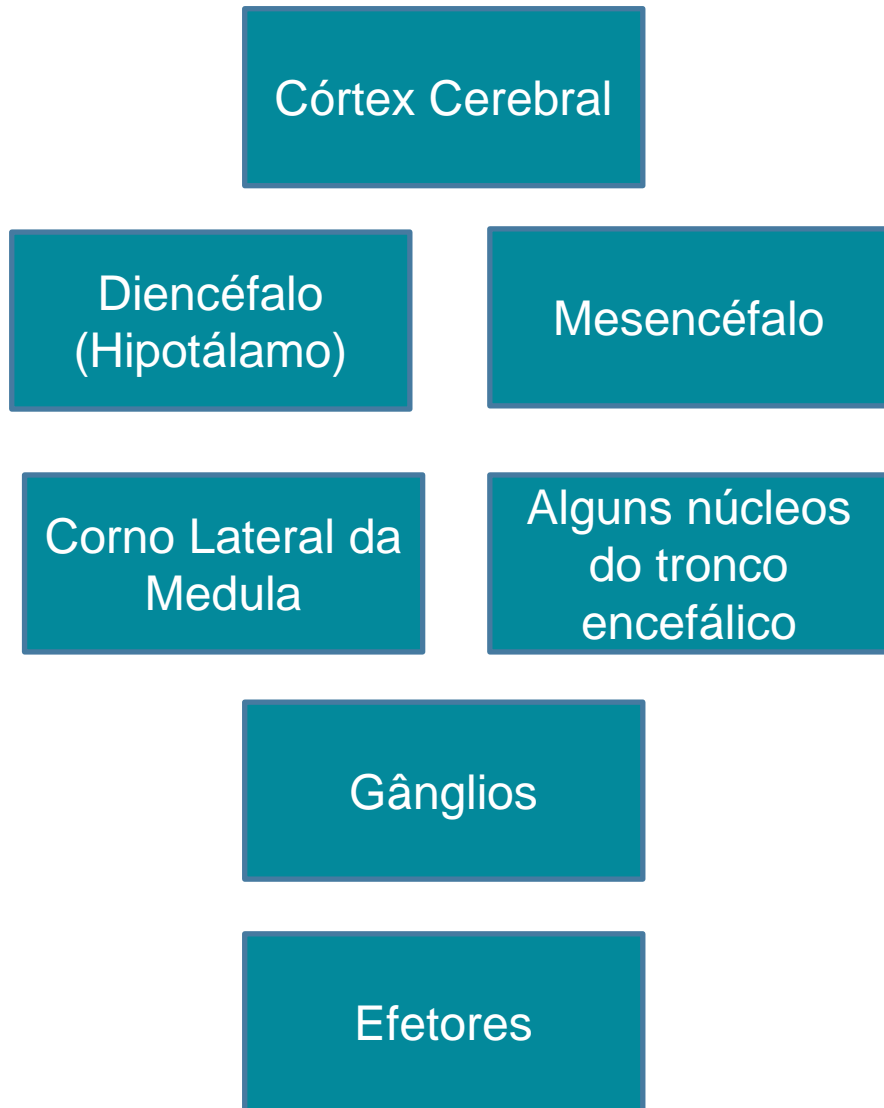 Córtex Cerebral
Diencéfalo
(Hipotálamo)
Mesencéfalo
Corno Lateral da
Medula
Alguns núcleos
do tronco
encefálico
Gânglios
Efetores